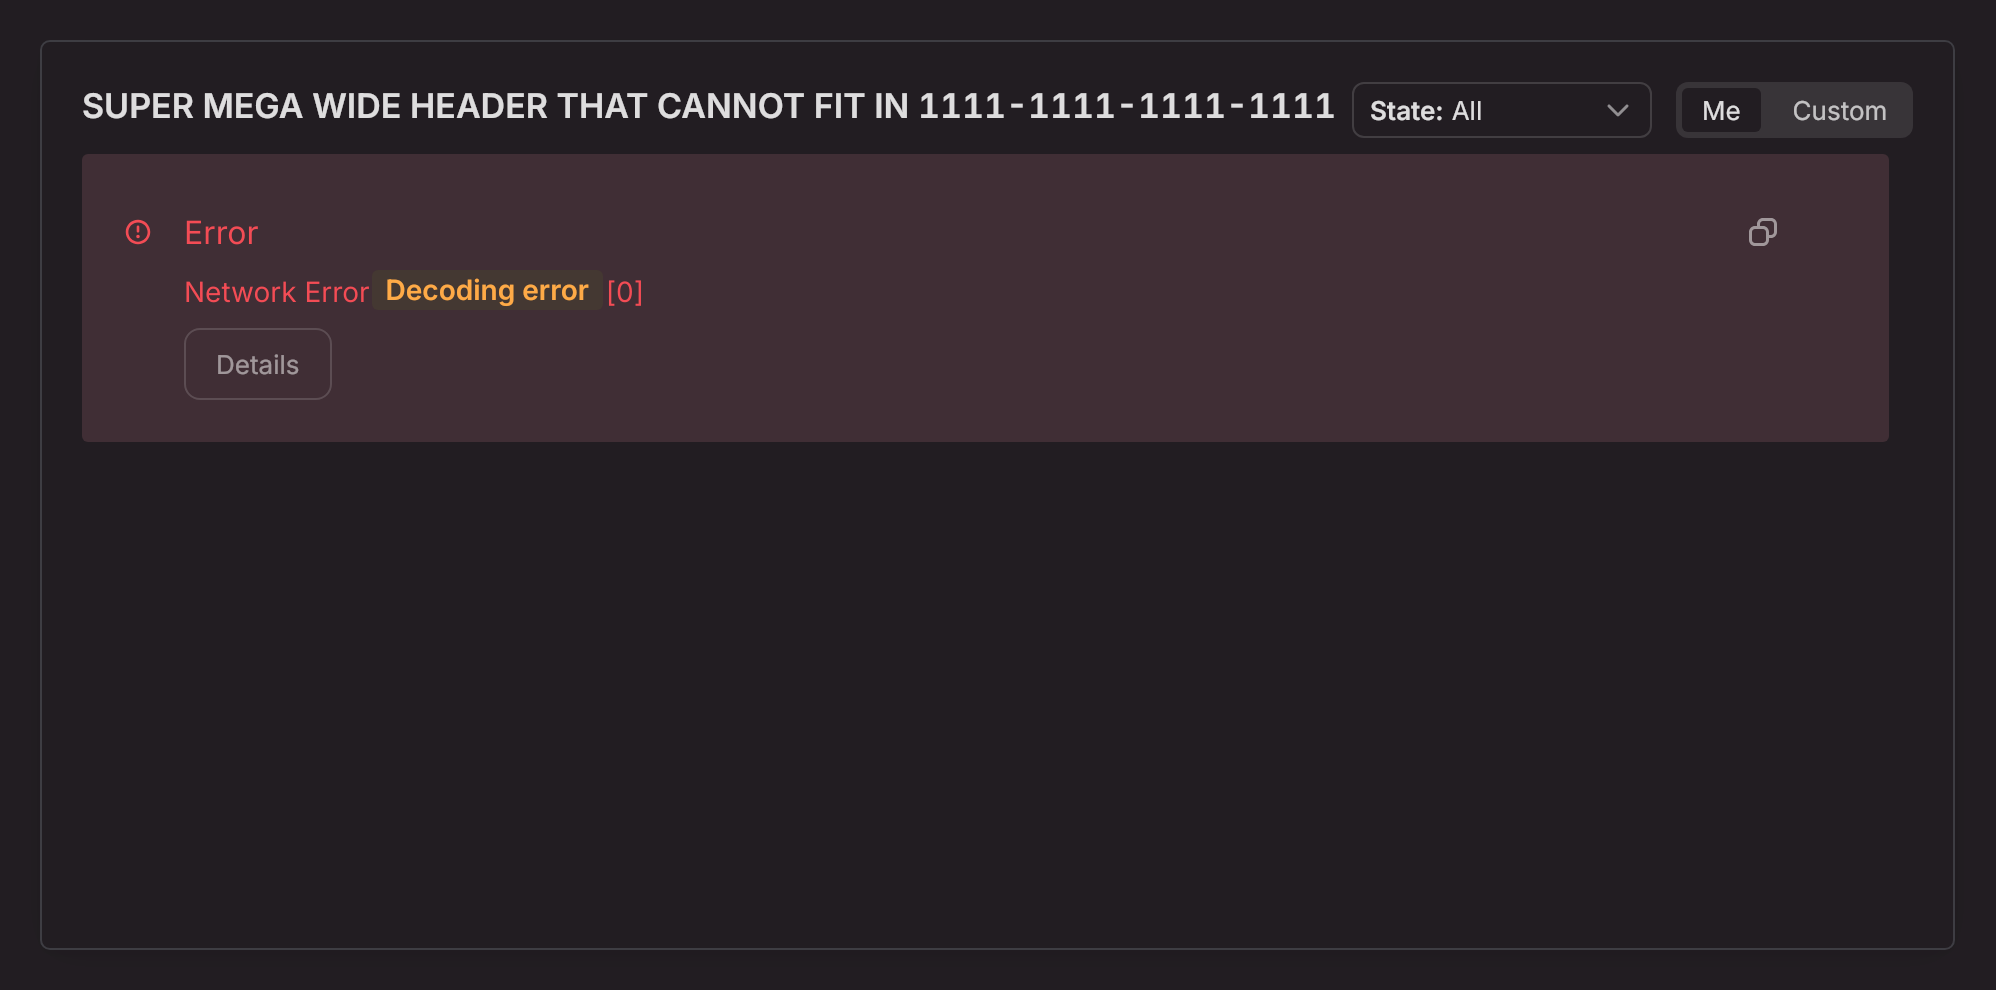 SUPER MEGA WIDE HEADER THAT CANNOT FIT IN 1111-1111-1111-1111 State: All Me Custom
Error
Network Error Decoding error [0]
Details